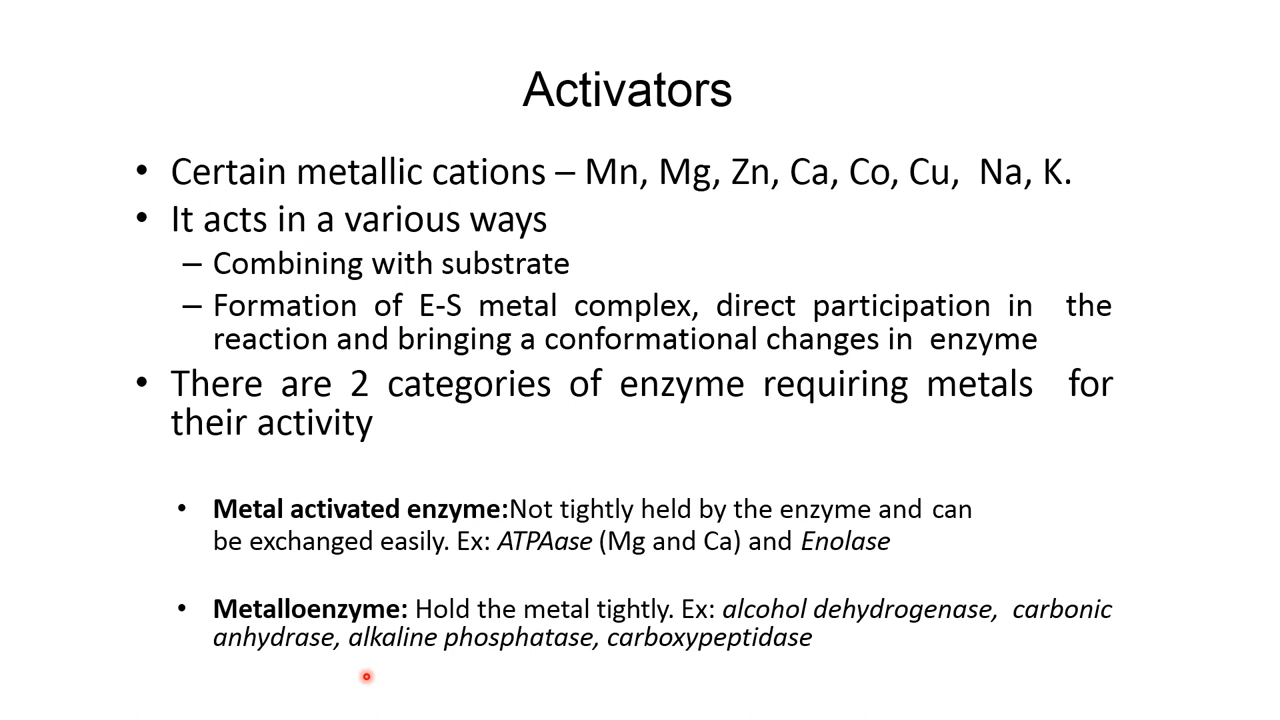 Activators
• Certain metallic cations – Mn, Mg, Zn, Ca, Co, Cu, Na, K.
• It acts in a various ways
– Combining with substrate
– Formation of E-S metal complex, direct participation in the
reaction and bringing a conformational changes in enzyme
• There are 2 categories of enzyme requiring metals for
their activity
• Metal activated enzyme:Not tightly held by the enzyme and can
be exchanged easily. Ex: ATPAase (Mg and Ca) and Enolase
• Metalloenzyme: Hold the metal tightly. Ex: alcohol dehydrogenase, carbonic
anhydrase, alkaline phosphatase, carboxypeptidase